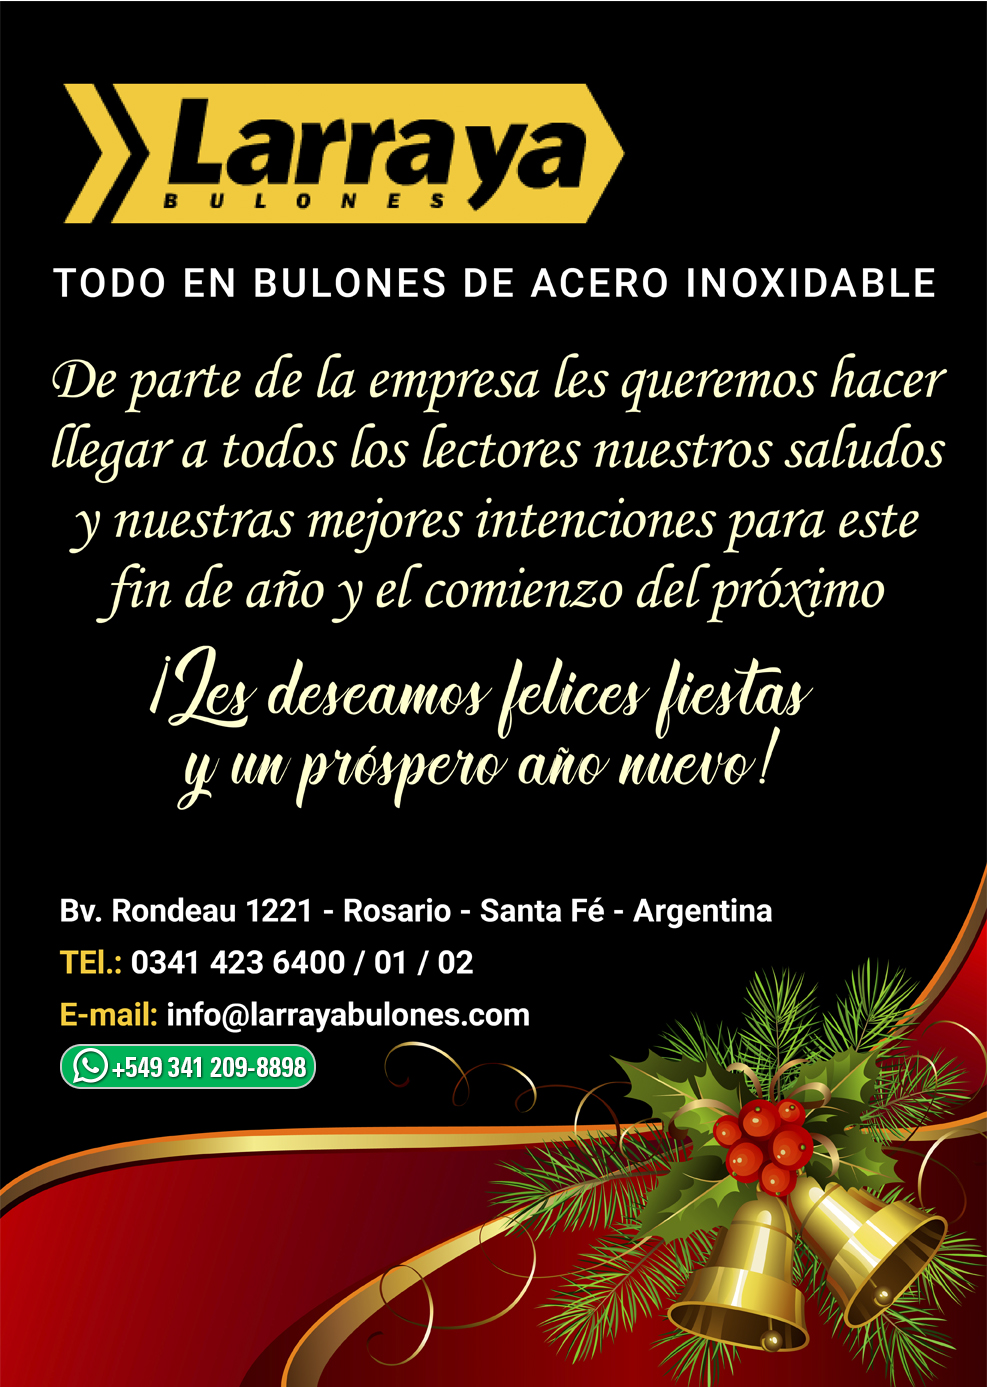 Larraya
BULONES
TODO EN BULONES DE ACERO INOXIDABLE
De parte de la empresa les queremos hacer
llegar a todos los lectores nuestros saludos
y nuestras mejores intenciones para este
fin de año y el comienzo del próximo
¡Les deseamos felices fiestas
y un próspero año nuevo!
Bv. Rondeau 1221 - Rosario - Santa Fé - Argentina
TEl.: 0341 423 6400 / 01 / 02
E-mail: info@larrayabulones.com
+549 341 209-8898